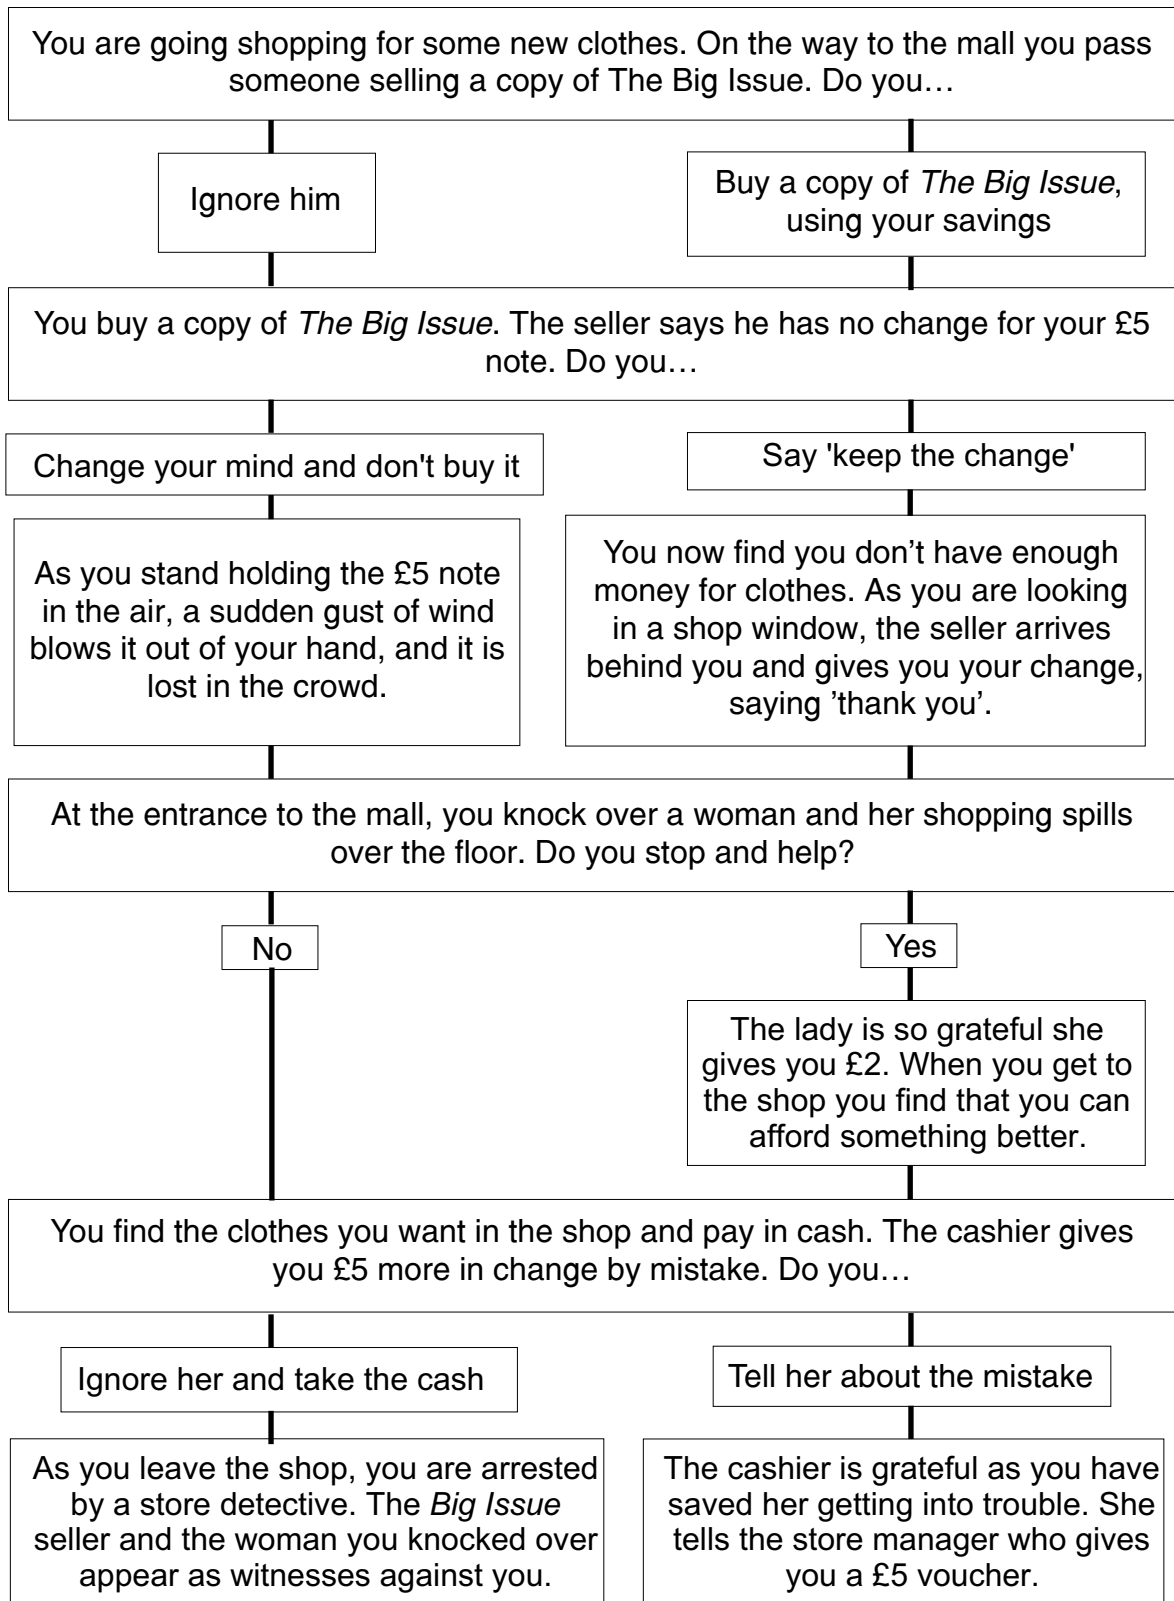 You are going shopping for some new clothes. On the way to the mall you pass
someone selling a copy of The Big Issue. Do you…
Ignore him
Buy a copy of The Big Issue,
using your savings
You buy a copy of The Big Issue. The seller says he has no change for your £5
note. Do you…
Change your mind and don't buy it
Say 'keep the change'
As you stand holding the £5 note
in the air, a sudden gust of wind
blows it out of your hand, and it is
lost in the crowd.
You now find you don’t have enough
money for clothes. As you are looking
in a shop window, the seller arrives
behind you and gives you your change,
saying ’thank you’.
At the entrance to the mall, you knock over a woman and her shopping spills
over the floor. Do you stop and help?
No
Yes
The lady is so grateful she
gives you £2. When you get to
the shop you find that you can
afford something better.
You find the clothes you want in the shop and pay in cash. The cashier gives
you £5 more in change by mistake. Do you…
Ignore her and take the cash
Tell her about the mistake
As you leave the shop, you are arrested
by a store detective. The Big Issue
seller and the woman you knocked over
appear as witnesses against you.
The cashier is grateful as you have
saved her getting into trouble. She
tells the store manager who gives
you a £5 voucher.